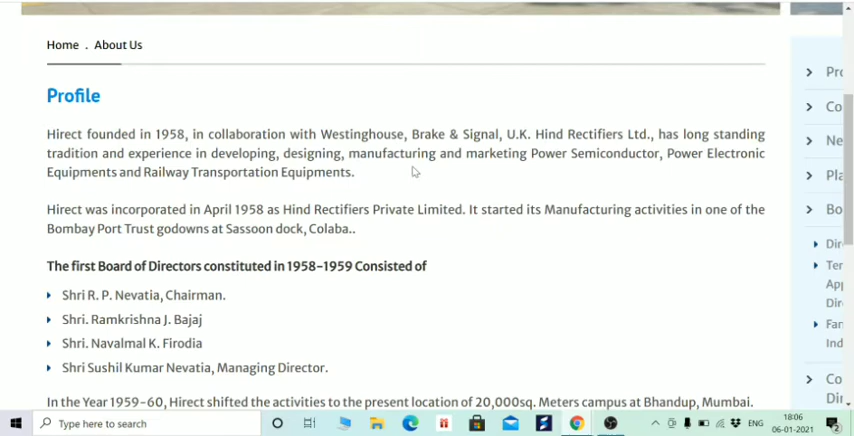 Home . About Us
Profile
Hirect founded in 1958, in collaboration with Westinghouse, Brake & Signal, U.K. Hind Rectifiers Ltd., has long standing
tradition and experience in developing, designing, manufacturing and marketing Power Semiconductor, Power Electronic
Equipments and Railway Transportation Equipments.
Hirect was incorporated in April 1958 as Hind Rectifiers Private Limited. It started its Manufacturing activities in one of the
Bombay Port Trust godowns at Sassoon dock, Colaba..
The first Board of Directors constituted in 1958-1959 Consisted of
Shri R. P. Nevatia, Chairman.
Shri. Ramkrishna J. Bajaj
Shri. Navalmal K. Firodia
Shri Sushil Kumar Nevatia, Managing Director.
In the Year 1959-60, Hirect shifted the activities to the present location of 20,000sq. Meters campus at Bhandup, Mumbai.
Type here to search
ENG
18:06
06-01-2021
2